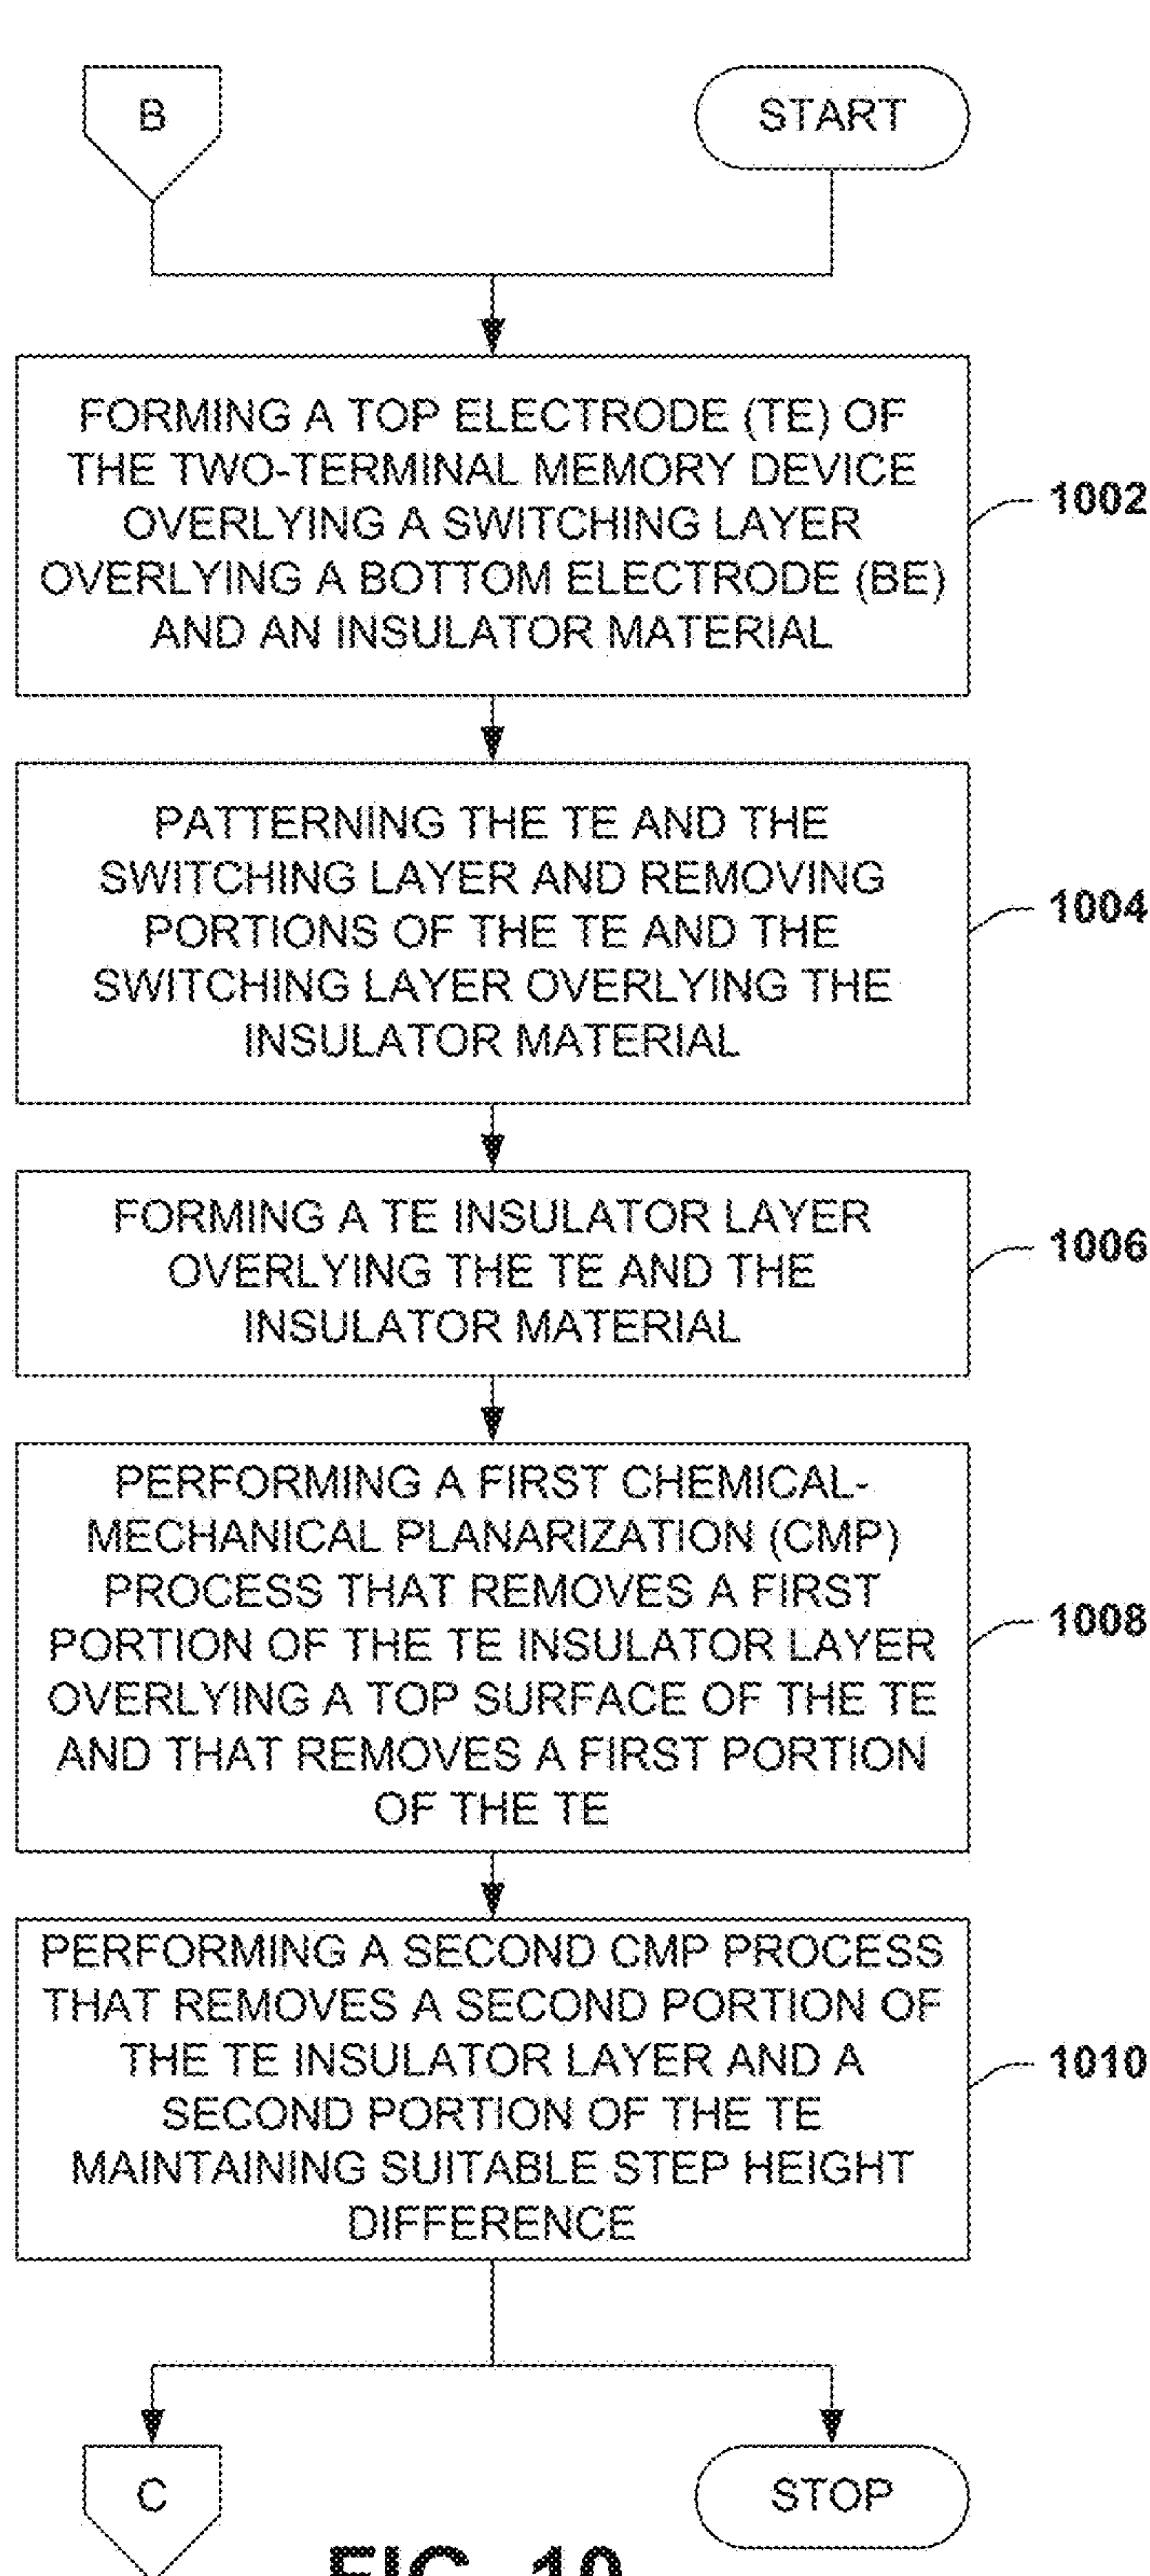 B
START
FORMING A TOP ELECTRODE (TE) OF
THE TWO-TERMINAL MEMORY DEVICE
OVERLYING A SWITCHING LAYER
OVERLYING A BOTTOM ELECTRODE (BE)
AND AN INSULATOR MATERIAL
1002
PATTERNING THE TE AND THE
SWITCHING LAYER AND REMOVING
PORTIONS OF THE TE AND THE
SWITCHING LAYER OVERLYING THE
INSULATOR MATERIAL
1004
FORMING A TE INSULATOR LAYER
OVERLYING THE TE AND THE
INSULATOR MATERIAL
1006
PERFORMING A FIRST CHEMICAL-
MECHANICAL PLANARIZATION (CMP)
PROCESS THAT REMOVES A FIRST
PORTION OF THE TE INSULATOR LAYER
OVERLYING A TOP SURFACE OF THE TE
AND THAT REMOVES A FIRST PORTION
OF THE TE
1008
PERFORMING A SECOND CMP PROCESS
THAT REMOVES A SECOND PORTION OF
THE TE INSULATOR LAYER AND A
SECOND PORTION OF THE TE
MAINTAINING SUITABLE STEP HEIGHT
DIFFERENCE
1010
C
STOP
FIG. 10